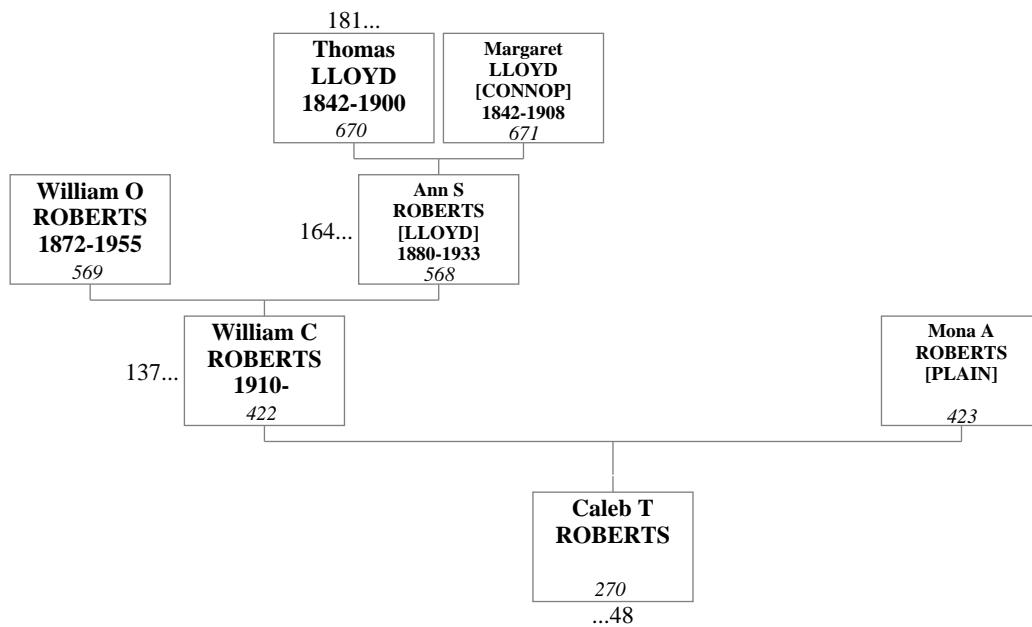 181...
Thomas
LLOYD
1842-1900
670
Margaret
LLOYD
[CONNOP]
1842-1908
671
William O
ROBERTS
1872-1955
569
164...
Ann S
ROBERTS
[LLOYD]
1880-1933
568
137...
William C
ROBERTS
1910-
422
Mona A
ROBERTS
[PLAIN]
423
Caleb T
ROBERTS
270
...48